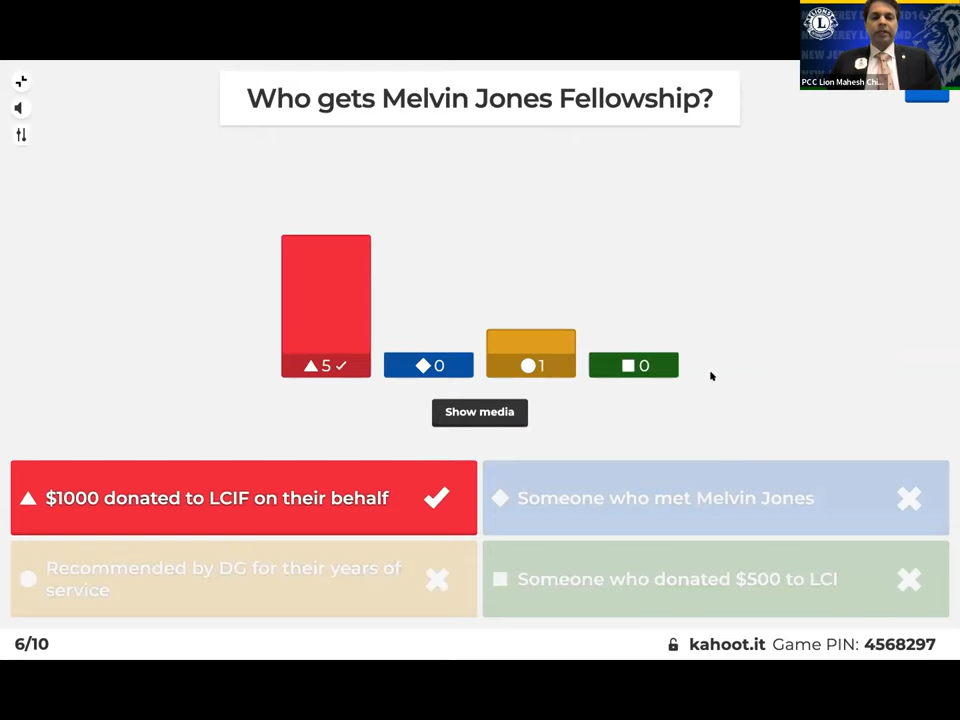 Who gets Melvin Jones Fellowship?
PCC Lion Mahesh Chi...
5
0
1
0
Show media
$1000 donated to LCIF on their behalf
Someone who met Melvin Jones
Recommended by DG for their years of
service
Someone who donated $500 to LCI
6/10
kahoot.it Game PIN: 4568297